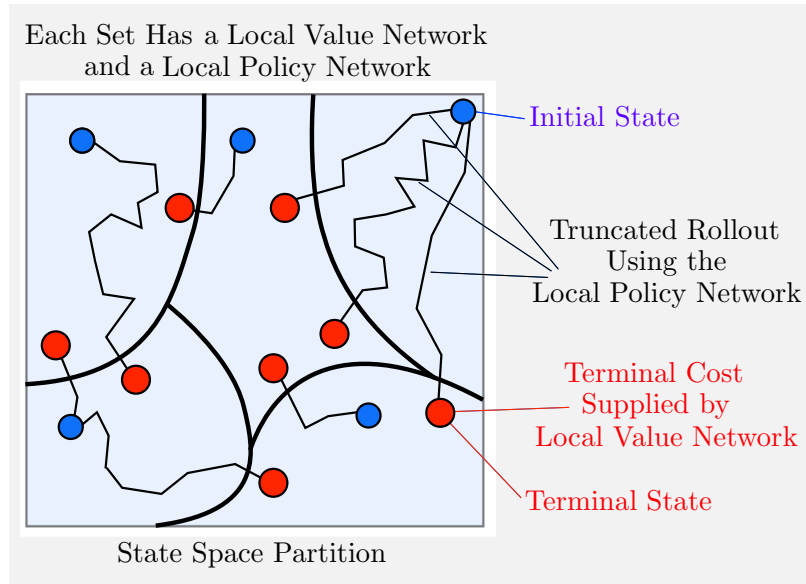 Each Set Has a Local Value Network
and a Local Policy Network
Initial State
Truncated Rollout
Using the
Local Policy Network
Terminal Cost
Supplied by
Local Value Network
Terminal State
State Space Partition